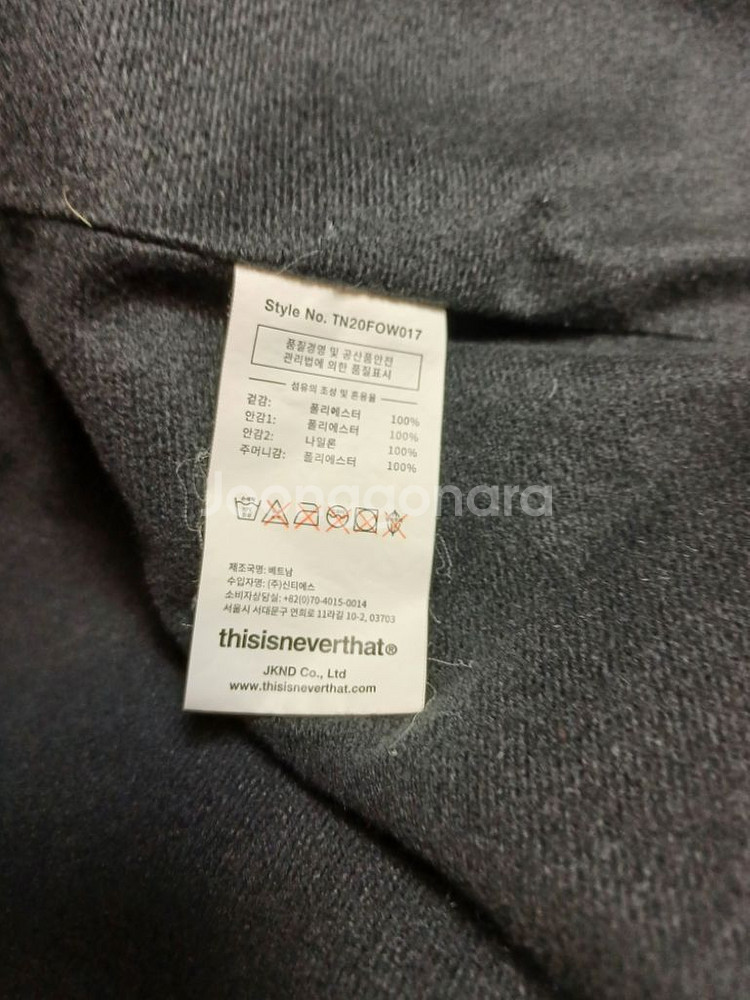 Style No. TN20FOW017
품질경영 및 공산품안전
관리법에 의한 품질표시
섬유의 조성 및 혼용율
겉감: 폴리에스터 100%
안감1: 폴리에스터 100%
안감2: 나일론 100%
주머니감: 폴리에스터 100%
Joonggonara
제조국명: 베트남
수입자명: (주)신티에스
소비자상담실: +82(0)70-4015-0014
서울시 서대문구 연희로 11라길 10-2, 03703
thisisneverthat®
JKND Co., Ltd
www.thisisneverthat.com